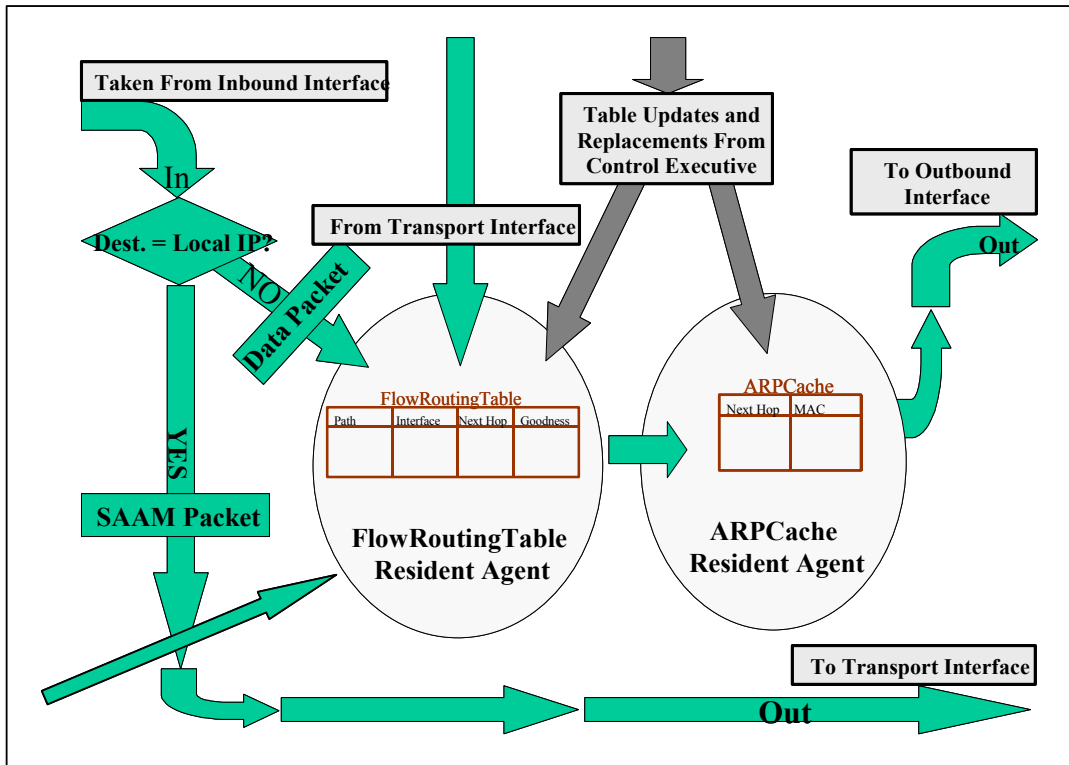 Taken From Inbound Interface
Table Updates and
Replacements From
Control Executive
To Outbound
Interface
In
From Transport Interface
Out
Dest. = Local IP?
NO
Data Packet
FlowRoutingTable
Path Interface Next Hop Goodness
ARPCache
Next Hop MAC
YES
SAAM Packet
FlowRoutingTable
Resident Agent
ARPCache
Resident Agent
To Transport Interface
Out